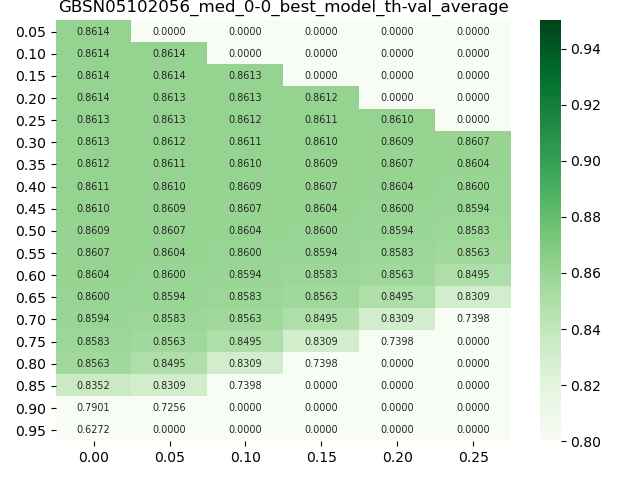 GBSN05102056_med_0-0_best_model_th-val_average
0.05 0.8614 0.0000 0.0000 0.0000 0.0000 0.0000
0.10 0.8614 0.8614 0.0000 0.0000 0.0000 0.0000
0.15 0.8614 0.8614 0.8613 0.0000 0.0000 0.0000
0.20 0.8614 0.8613 0.8613 0.8612 0.0000 0.0000
0.25 0.8613 0.8613 0.8612 0.8611 0.8610 0.0000
0.30 0.8613 0.8612 0.8611 0.8610 0.8609 0.8607
0.35 0.8612 0.8611 0.8610 0.8609 0.8607 0.8604
0.40 0.8611 0.8610 0.8609 0.8607 0.8604 0.8600
0.45 0.8610 0.8609 0.8607 0.8604 0.8600 0.8594
0.50 0.8609 0.8607 0.8604 0.8600 0.8594 0.8583
0.55 0.8607 0.8604 0.8600 0.8594 0.8583 0.8563
0.60 0.8604 0.8600 0.8594 0.8583 0.8563 0.8495
0.65 0.8600 0.8594 0.8583 0.8563 0.8495 0.8309
0.70 0.8594 0.8583 0.8563 0.8495 0.8309 0.7398
0.75 0.8583 0.8563 0.8495 0.8309 0.7398 0.0000
0.80 0.8563 0.8495 0.8309 0.7398 0.0000 0.0000
0.85 0.8352 0.8309 0.7398 0.0000 0.0000 0.0000
0.90 0.7901 0.7256 0.0000 0.0000 0.0000 0.0000
0.95 0.6272 0.0000 0.0000 0.0000 0.0000 0.0000
0.00 0.05 0.10 0.15 0.20 0.25
0.94
0.92
0.90
0.88
0.86
0.84
0.82
0.80